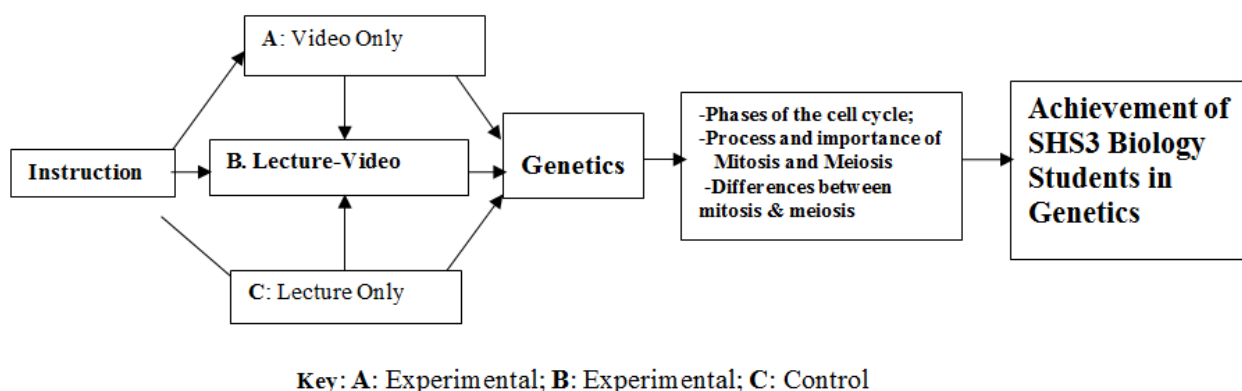 A: Video Only
Instruction
B. Lecture-Video
C: Lecture Only
Genetics
-Phases of the cell cycle;
-Process and importance of
Mitosis and Meiosis
-Differences between
mitosis & meiosis
Achievement of
SHS3 Biology
Students in
Genetics
Key: A: Experimental; B: Experimental; C: Control